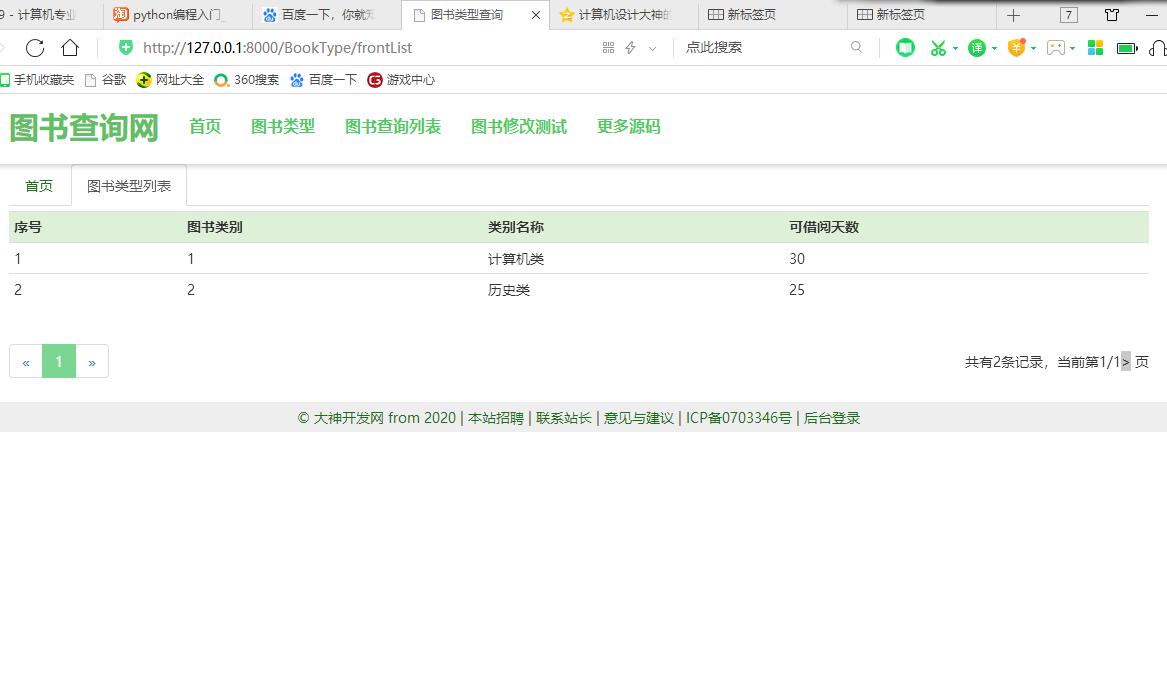 9 - 计算机专业 python编程入门_ 百度一下，你就知 图书类型查询 计算机设计大神的 新标签页 新标签页 7
http://127.0.0.1:8000/BookType/frontList 点此搜索 译
手机收藏夹 谷歌 网址大全 360搜索 百度一下 游戏中心
图书查询网 首页 图书类型 图书查询列表 图书修改测试 更多源码
首页 图书类型列表
序号 图书类别 类别名称 可借阅天数
1 1 计算机类 30
2 2 历史类 25
« 1 » 共有2条记录，当前第1/1> 页
© 大神开发网 from 2020 | 本站招聘 | 联系站长 | 意见与建议 | ICP备0703346号 | 后台登录